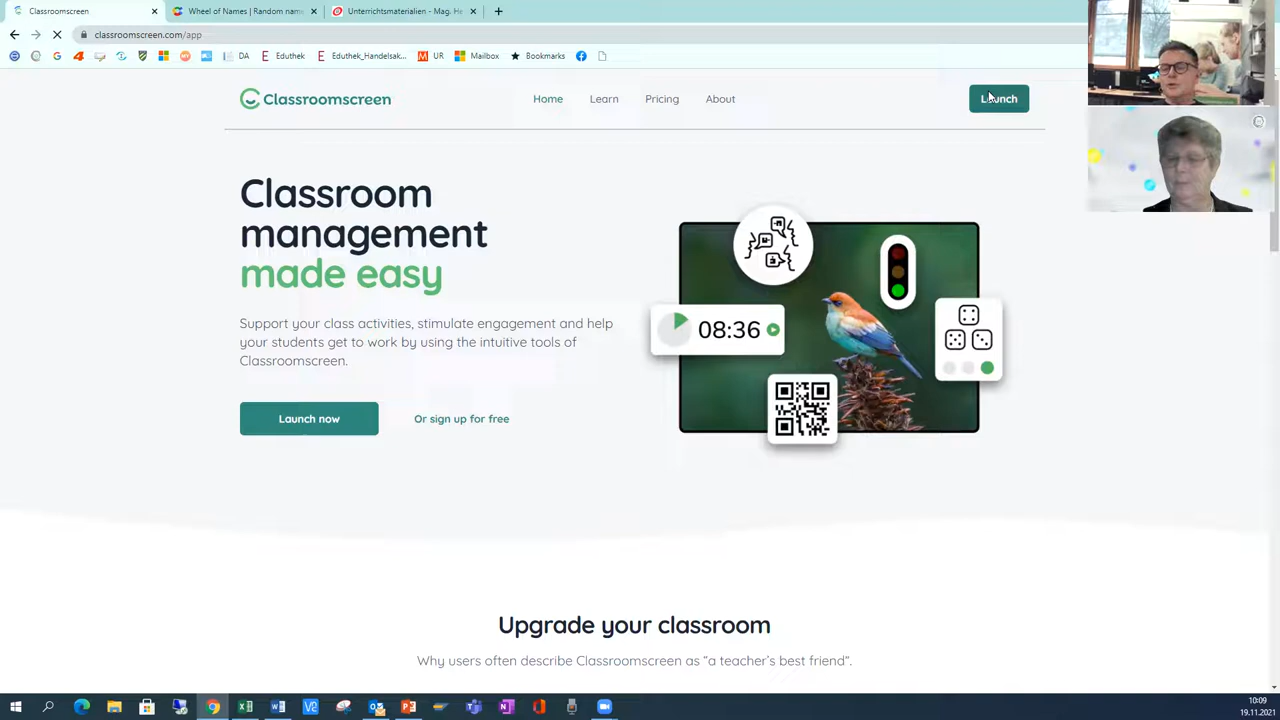 Classroomscreen
Wheel of Names | Random name
Unterrichtsmaterialien - Mag. He
classroomscreen.com/app
DA
Eduthek
Eduthek_Handelsak...
UR
Mailbox
Bookmarks
Classroomscreen
Home
Learn
Pricing
About
Launch
Classroom
management
made easy
Support your class activities, stimulate engagement and help
your students get to work by using the intuitive tools of
Classroomscreen.
Launch now
Or sign up for free
08:36
Upgrade your classroom
Why users often describe Classroomscreen as “a teacher’s best friend”.
10:09
19.11.2021